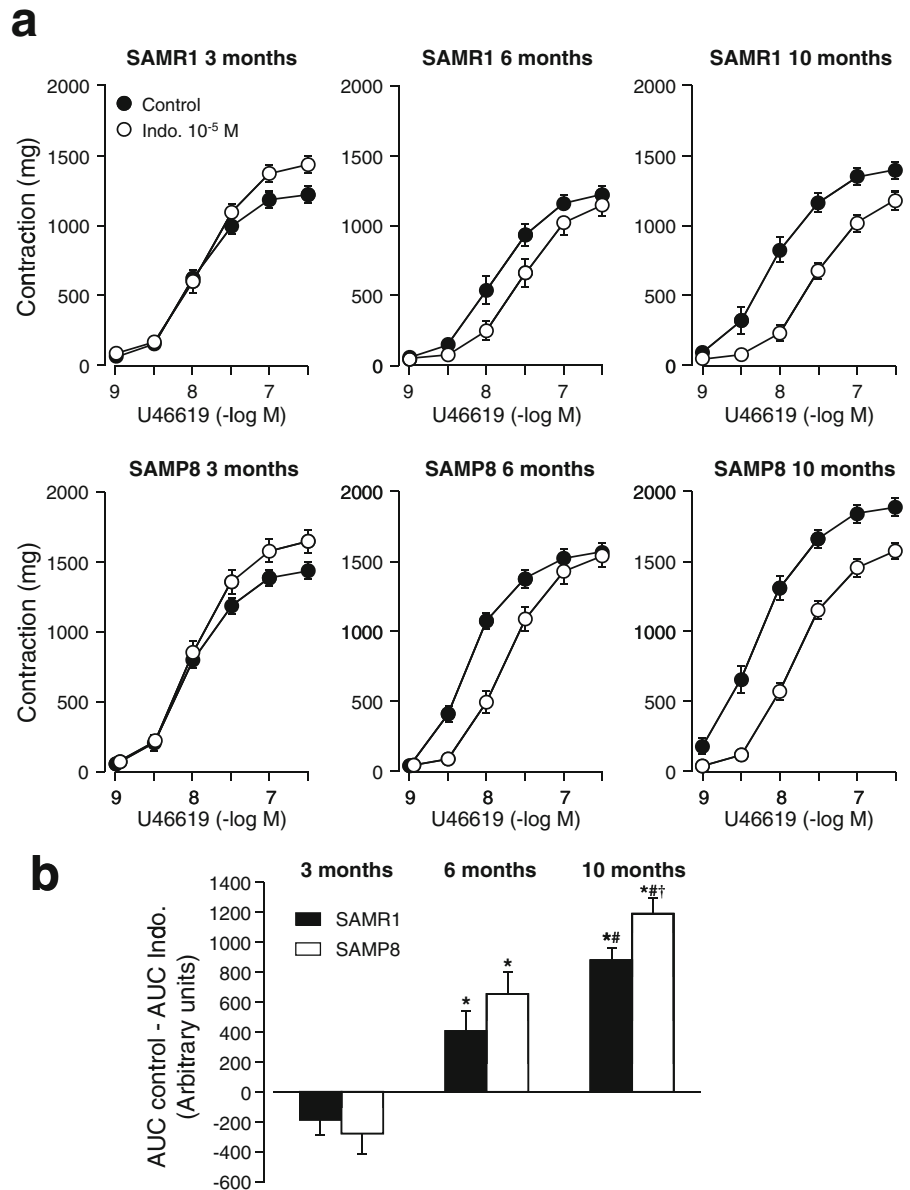 a
SAMR1 3 months
SAMR1 6 months
SAMR1 10 months
Contraction (mg)
2000
1500
1000
500
0
Control
Indo. 10⁻⁵ M
9 8 7
U46619 (-log M)
2000
1500
1000
500
0
9 8 7
U46619 (-log M)
2000
1500
1000
500
0
9 8 7
U46619 (-log M)
SAMP8 3 months
SAMP8 6 months
SAMP8 10 months
Contraction (mg)
2000
1500
1000
500
0
9 8 7
U46619 (-log M)
2000
1500
1000
500
0
9 8 7
U46619 (-log M)
2000
1500
1000
500
0
9 8 7
U46619 (-log M)
b
3 months
6 months
10 months
AUC control - AUC Indo.
(Arbitrary units)
1400
1200
1000
800
600
400
200
0
-200
-400
-600
SAMR1
SAMP8
*
*
*#
*#†